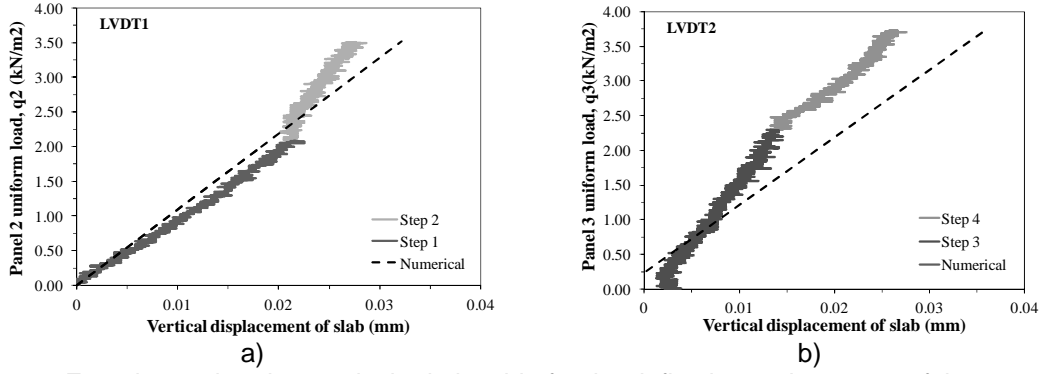 LVDT1
Panel 2 uniform load, q2 (kN/m2)
4.00
3.50
3.00
2.50
2.00
1.50
1.00
0.50
0.00
Step 2
Step 1
Numerical
0 0.01 0.02 0.03 0.04
Vertical displacement of slab (mm)
a)
LVDT2
Panel 3 uniform load, q3(kN/m2)
4.00
3.50
3.00
2.50
2.00
1.50
1.00
0.50
0.00
Step 4
Step 3
Numerical
0 0.01 0.02 0.03 0.04
Vertical displacement of slab (mm)
b)